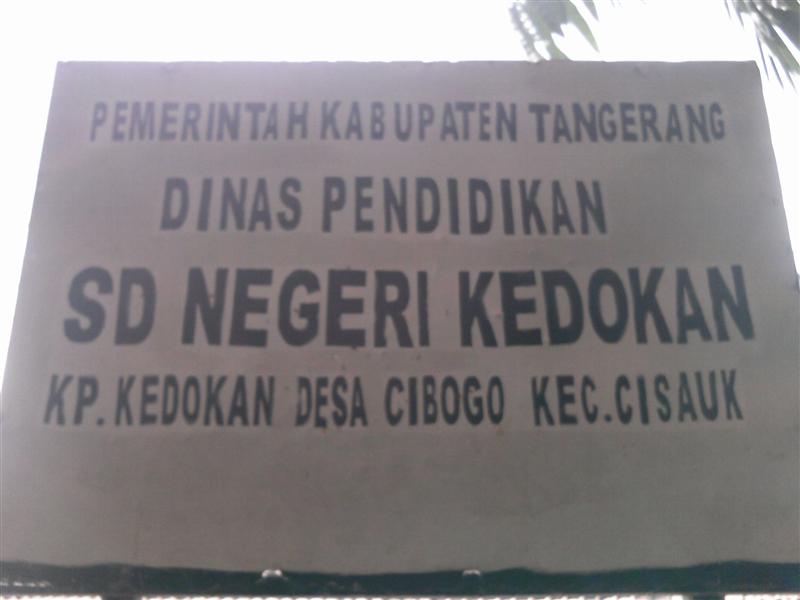 PEMERINTAH KABUPATEN TANGERANG
DINAS PENDIDIKAN
SD NEGERI KEDOKAN
KP. KEDOKAN DESA CIBOGO KEC. CISAUK